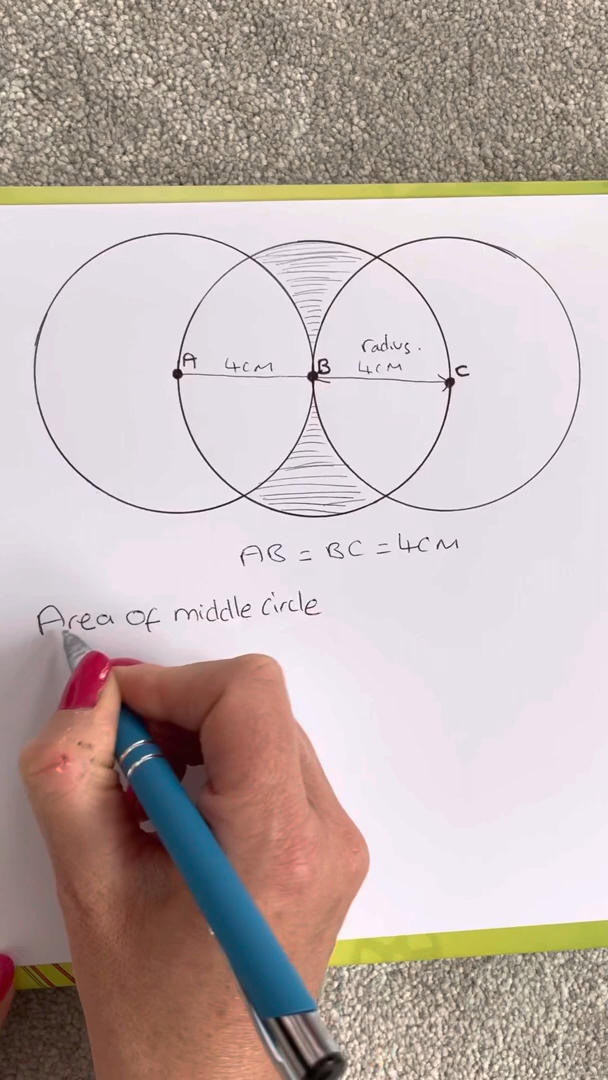 A
4cm
B
radius.
4cm
C
AB = BC = 4cm
Area of middle circle